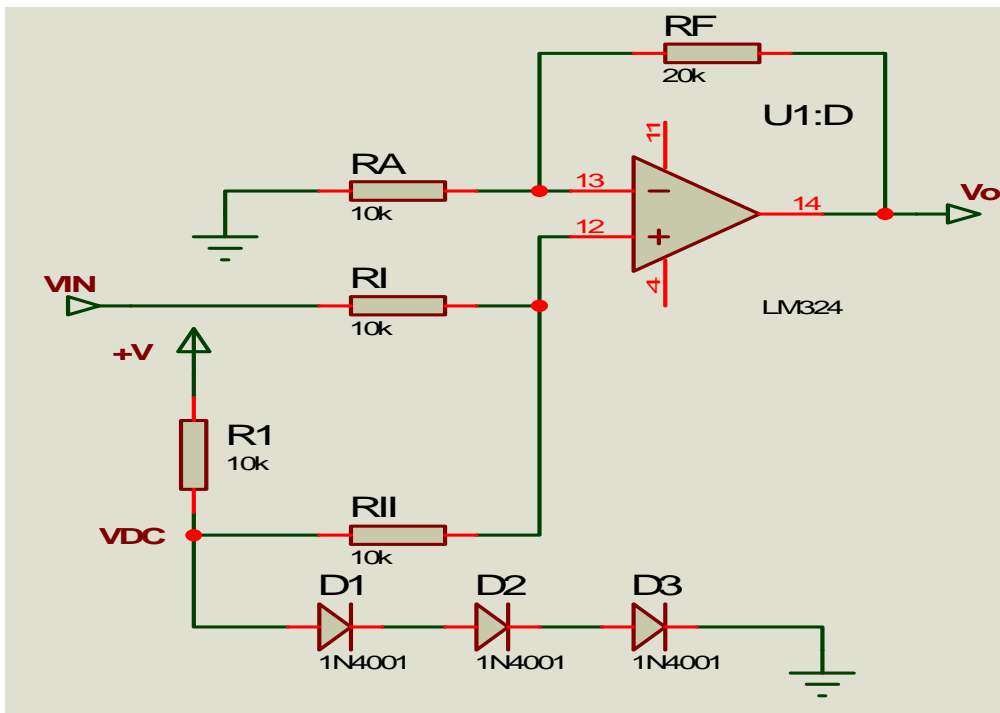 RF
20k
U1:D
11
RA
13
14
Vo
10k
12
VIN
RI
4
10k
LM324
+V
R1
10k
RII
VDC
10k
D1
D2
D3
1N4001
1N4001
1N4001